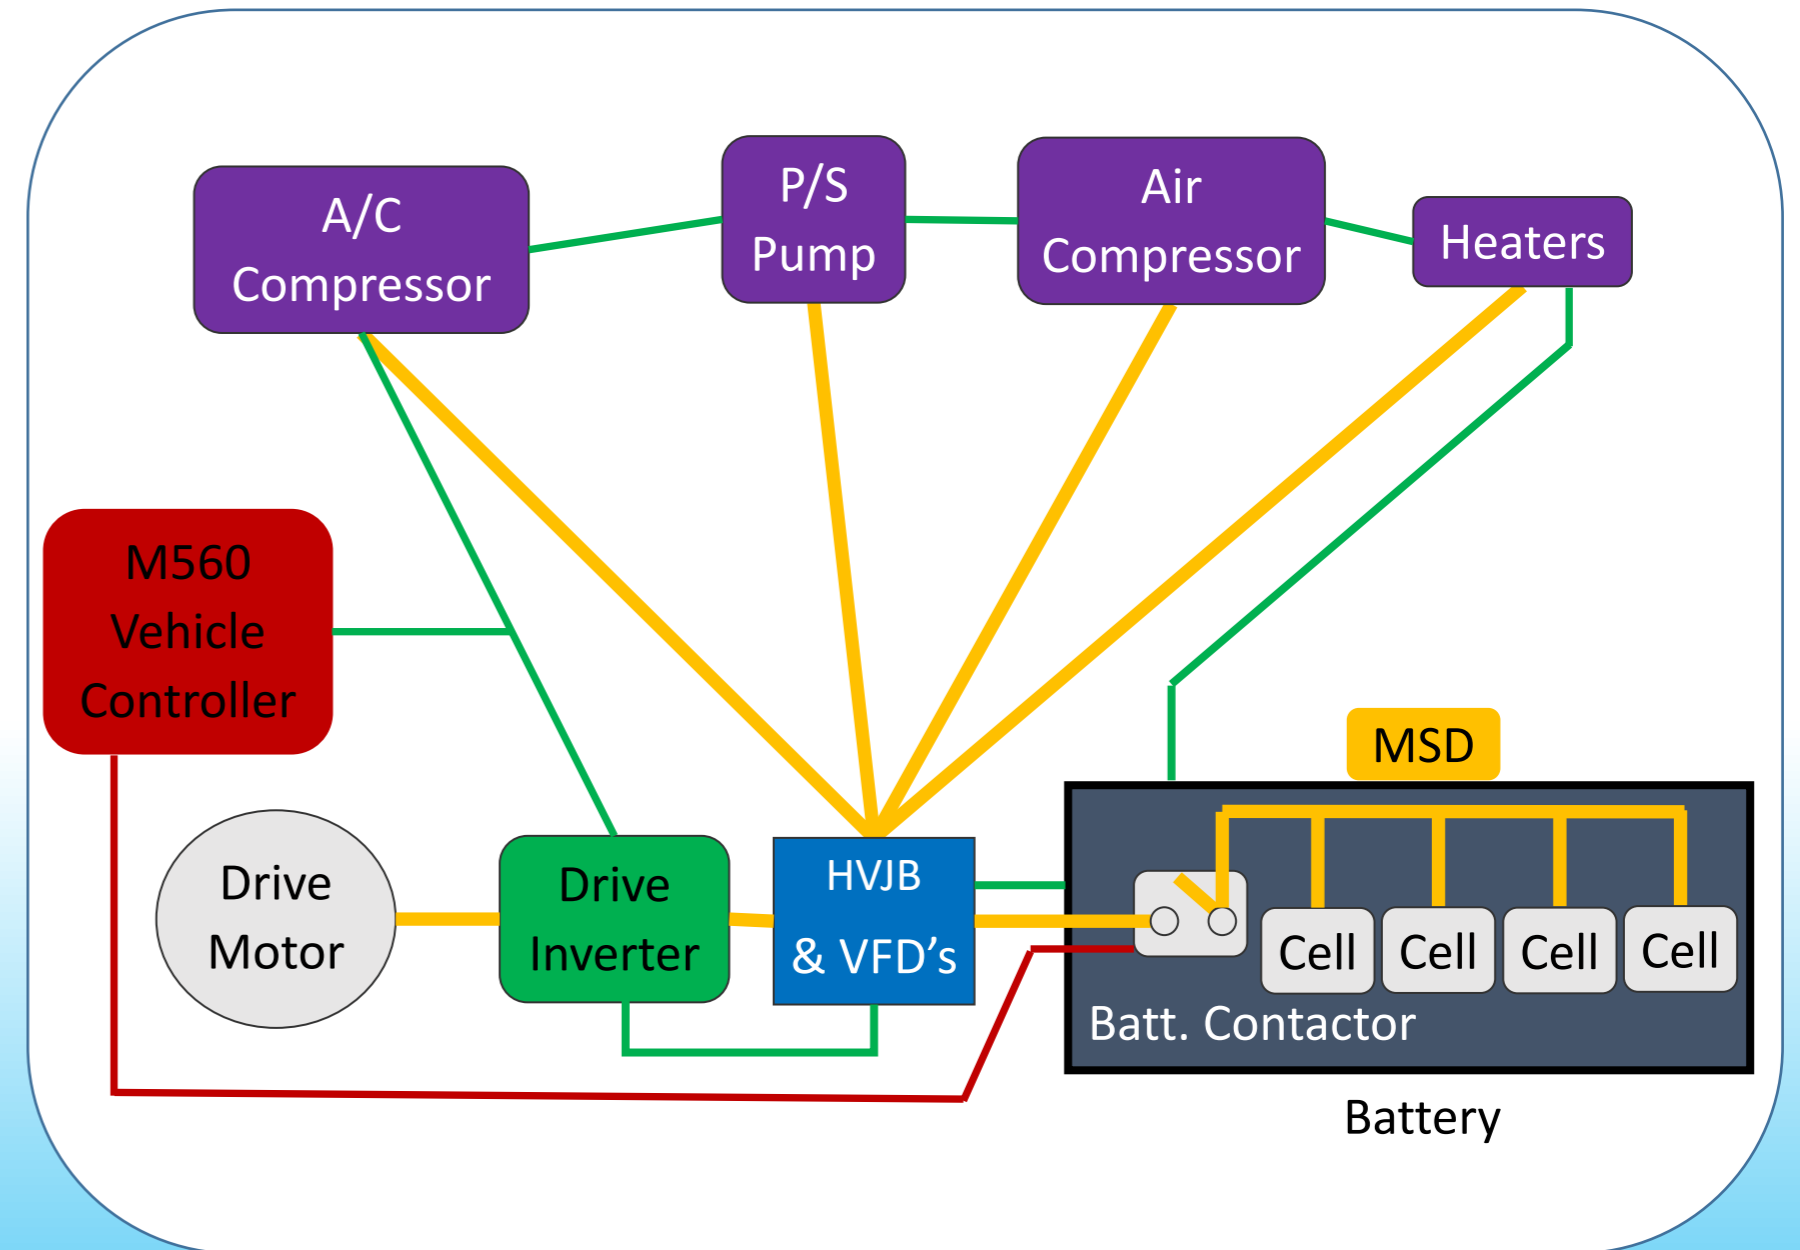 A/C
Compressor
P/S
Pump
Air
Compressor
Heaters
M560
Vehicle
Controller
MSD
Drive
Motor
Drive
Inverter
HVJB
& VFD’s
Cell
Cell
Cell
Cell
Batt. Contactor
Battery